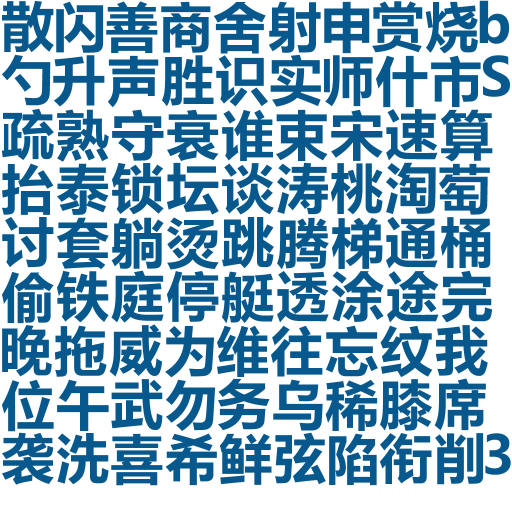 散闪善商舍射申赏烧b
勺升声胜识实师什市S
疏熟守衰谁束宋速算
抬泰锁坛谈涛桃淘萄
讨套躺烫跳腾梯通桶
偷铁庭停艇透涂途完
晚拖威为维往忘纹我
位午武勿务乌稀膝席
袭洗喜希鲜弦陷衔削3